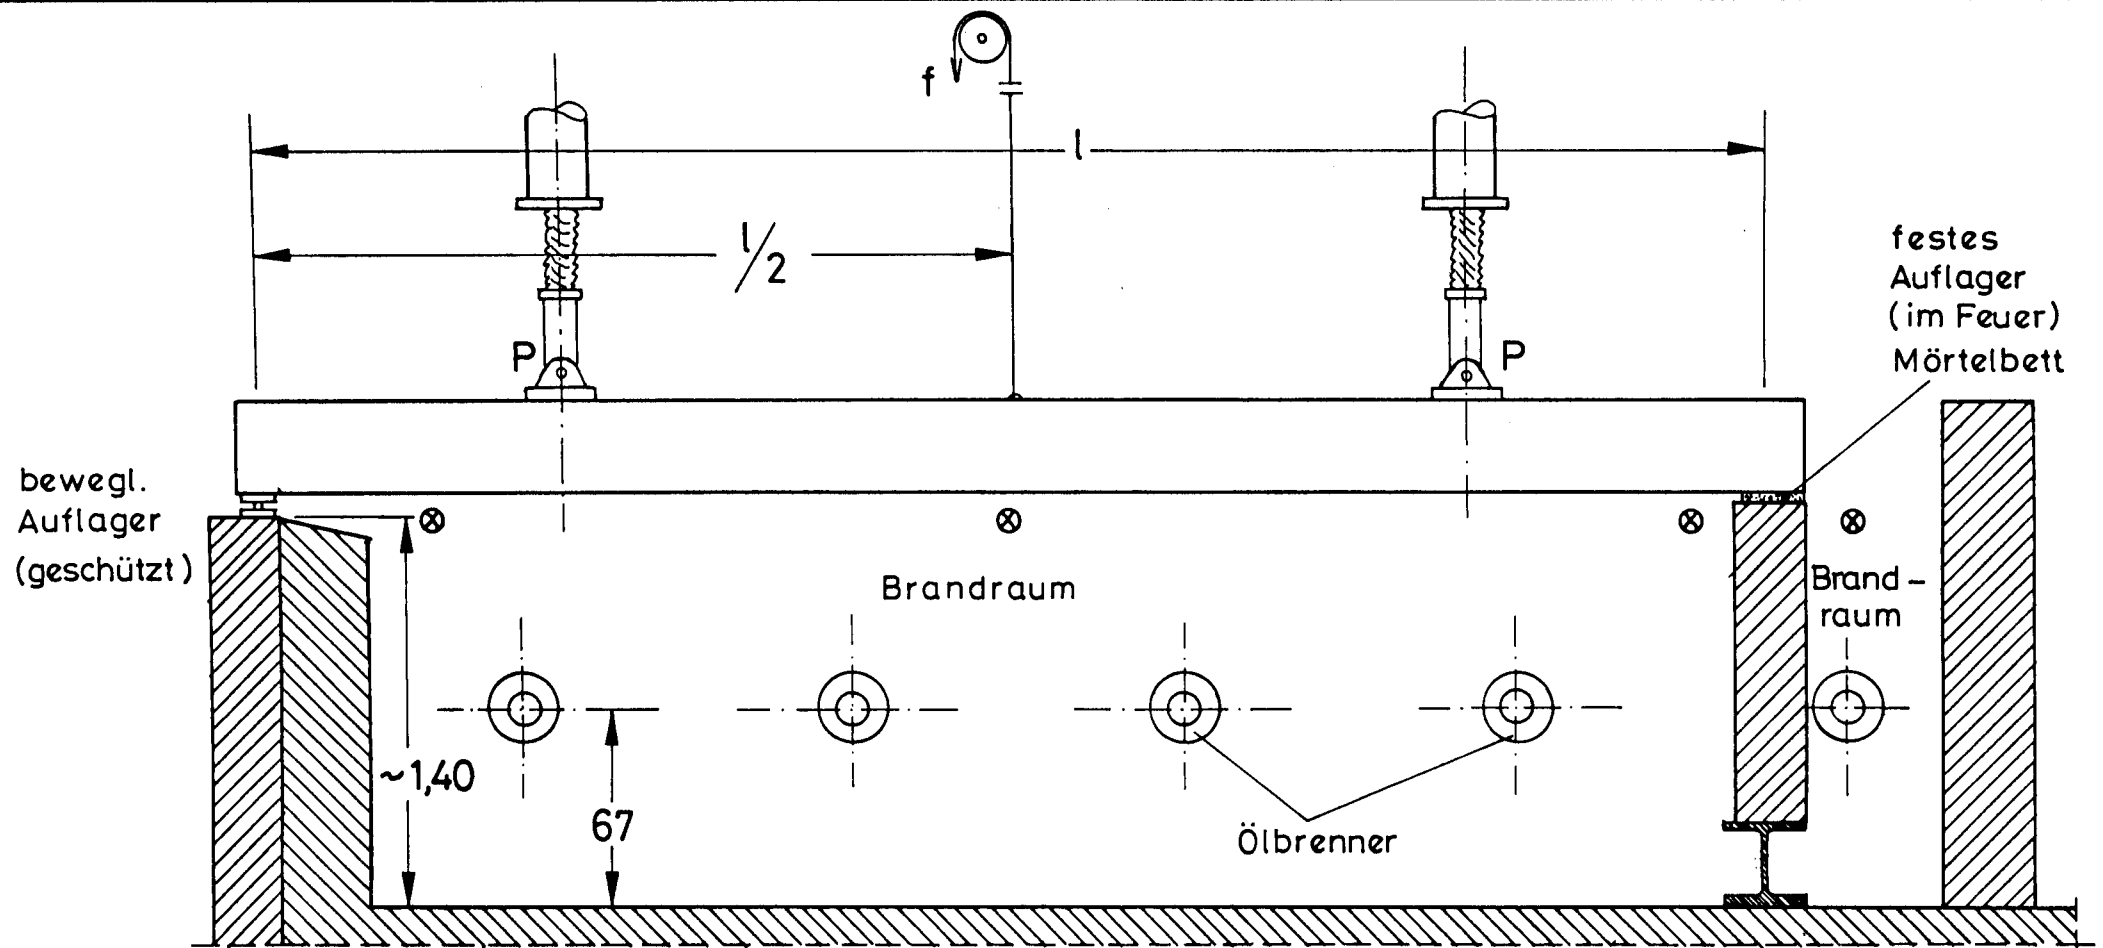 f
l
l/2
festes
Auflager
(im Feuer)
Mörtelbett
P
P
bewegl.
Auflager
(geschützt)
Brandraum
Brand-
raum
~1,40
67
Ölbrenner